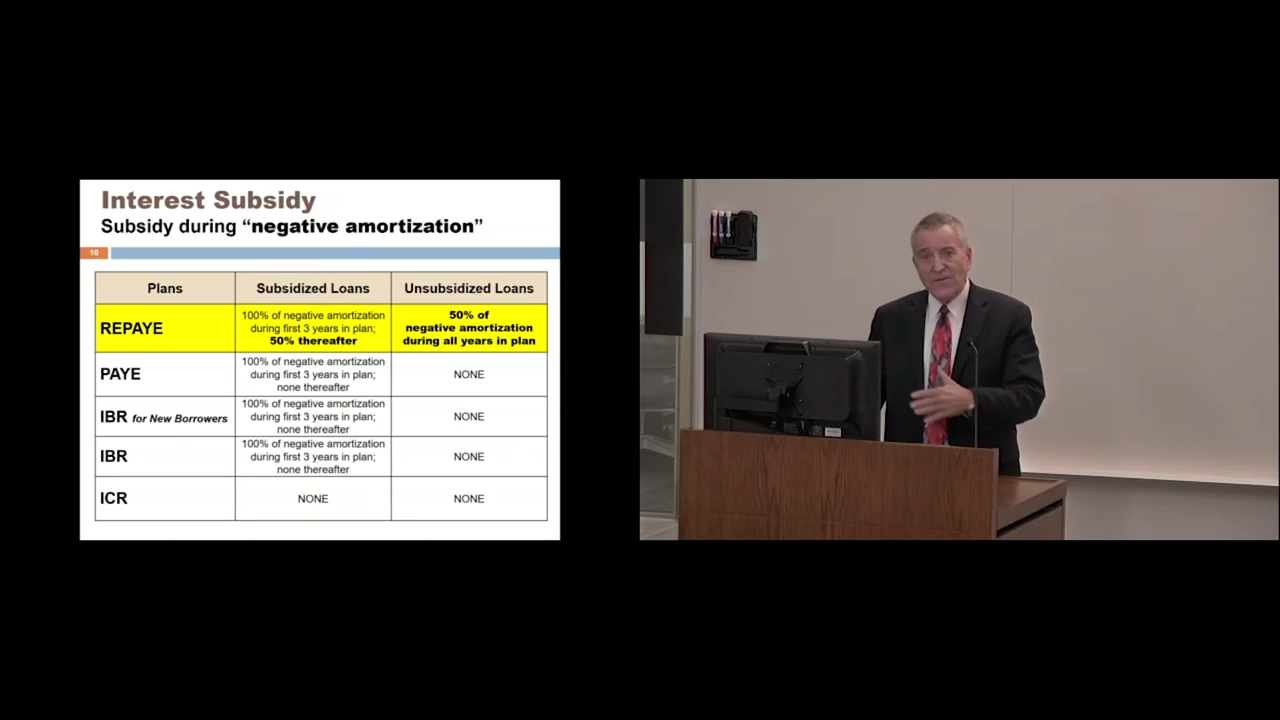 Interest Subsidy
Subsidy during “negative amortization”
10
Plans
Subsidized Loans
Unsubsidized Loans
REPAYE
100% of negative amortization
during first 3 years in plan;
50% thereafter
50% of
negative amortization
during all years in plan
PAYE
100% of negative amortization
during first 3 years in plan;
none thereafter
NONE
IBR for New Borrowers
100% of negative amortization
during first 3 years in plan;
none thereafter
NONE
IBR
100% of negative amortization
during first 3 years in plan;
none thereafter
NONE
ICR
NONE
NONE